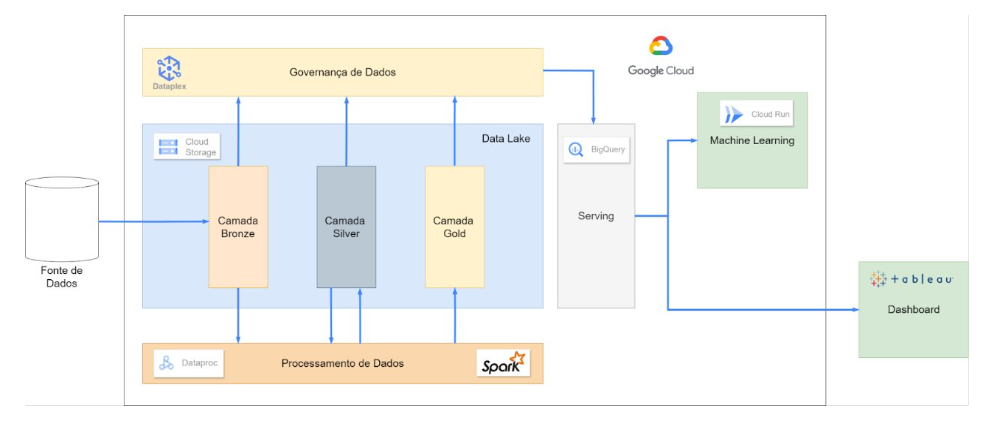 Google Cloud
Dataplex
Governança de Dados
Cloud
Storage
Data Lake
BigQuery
Cloud Run
Machine Learning
Camada
Bronze
Camada
Silver
Camada
Gold
Serving
Fonte de
Dados
+ableau
Dashboard
Dataproc
Processamento de Dados
Spark